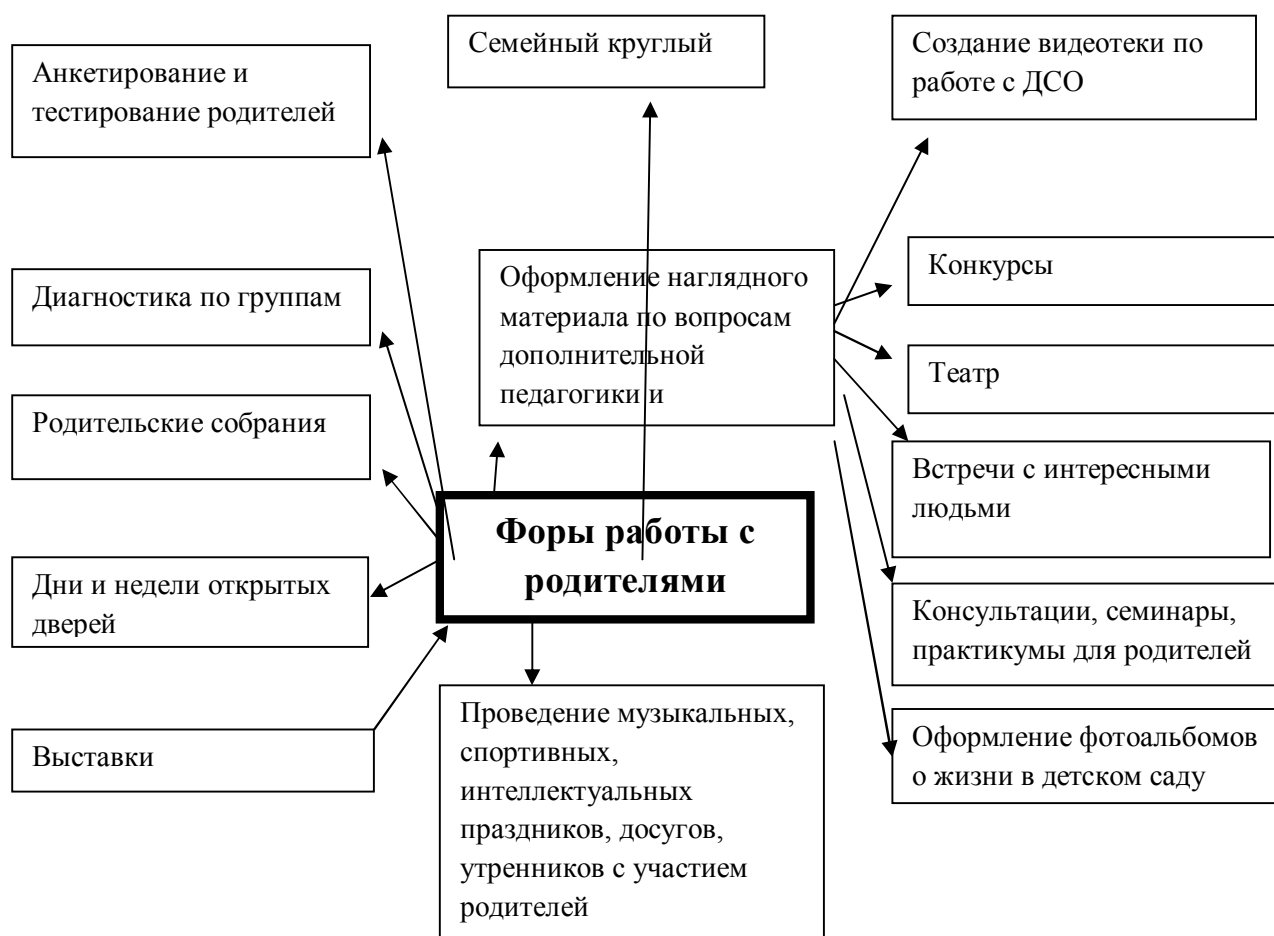 Анкетирование и
тестирование родителей
Семейный круглый
Создание видеотеки по
работе с ДСО
Диагностика по группам
Оформление наглядного
материала по вопросам
дополнительной
педагогики и
Конкурсы
Театр
Родительские собрания
Встречи с интересными
людьми
Форы работы с
родителями
Дни и недели открытых
дверей
Консультации, семинары,
практикумы для родителей
Выставки
Проведение музыкальных,
спортивных,
интеллектуальных
праздников, досугов,
утренников с участием
родителей
Оформление фотоальбомов
о жизни в детском саду